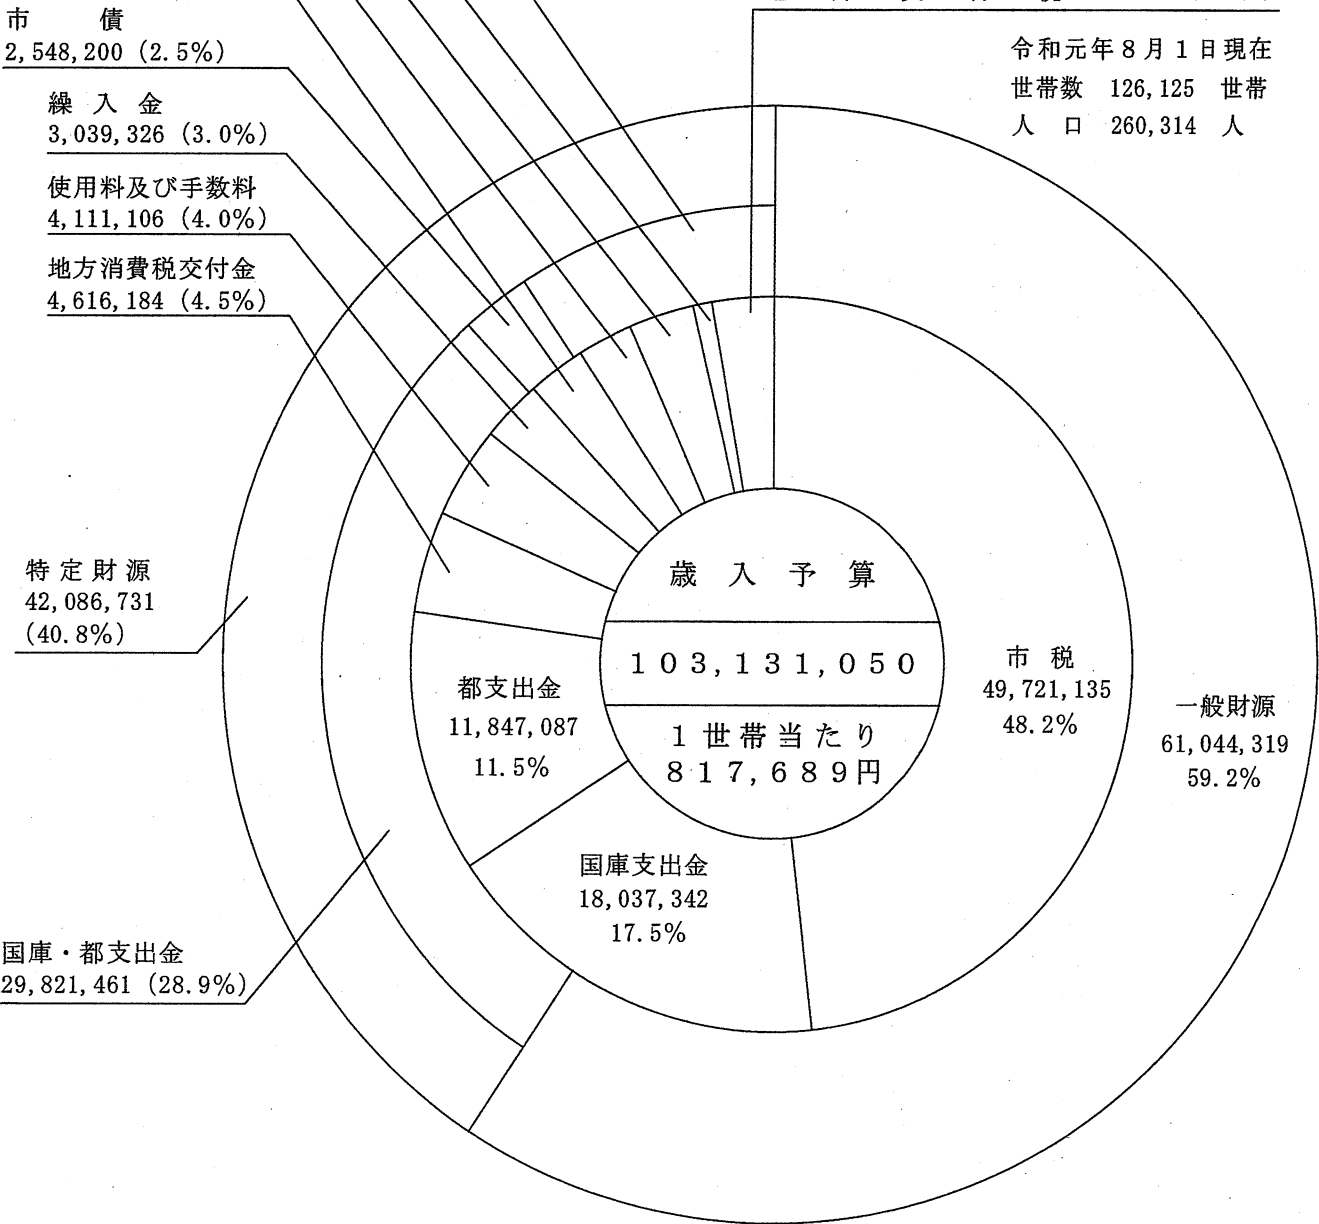 市債
2,548,200 (2.5%)
繰入金
3,039,326 (3.0%)
使用料及び手数料
4,111,106 (4.0%)
地方消費税交付金
4,616,184 (4.5%)
令和元年8月1日現在
世帯数 126,125 世帯
人口 260,314 人
特定財源
42,086,731
(40.8%)
国庫・都支出金
29,821,461 (28.9%)
歳入予算
103,131,050
1世帯当たり
817,689円
都支出金
11,847,087
11.5%
国庫支出金
18,037,342
17.5%
市税
49,721,135
48.2%
一般財源
61,044,319
59.2%